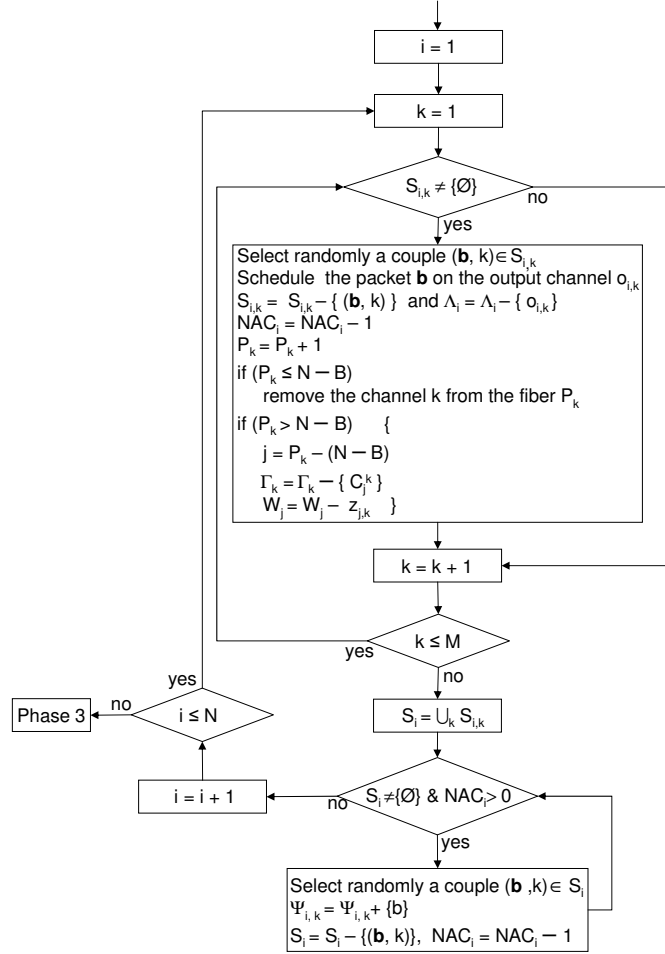 i = 1
k = 1
S_{i,k} ≠ {Ø}
no
yes
Select randomly a couple (b, k) ∈ S_{i,k}
Schedule the packet b on the output channel o_{i,k}
S_{i,k} = S_{i,k} – { (b, k) } and Λ_i = Λ_i – { o_{i,k} }
NAC_i = NAC_i – 1
P_k = P_k + 1
if (P_k ≤ N – B)
remove the channel k from the fiber P_k
if (P_k > N – B) {
j = P_k – (N – B)
Γ_k = Γ_k – { C_j^k }
W_j = W_j – z_{j,k} }
k = k + 1
k ≤ M
yes
no
S_i = ∪_k S_{i,k}
S_i ≠ {Ø} & NAC_i > 0
no
yes
i = i + 1
i ≤ N
yes
no
Phase 3
Select randomly a couple (b ,k) ∈ S_i
Ψ_{i, k} = Ψ_{i, k} + {b}
S_i = S_i – {(b, k)}, NAC_i = NAC_i – 1